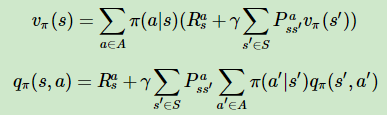 v_π(s) = ∑_{a∈A} π(a|s)(R_s^a + γ ∑_{s'∈S} P_{ss'}^a v_π(s'))
q_π(s, a) = R_s^a + γ ∑_{s'∈S} P_{ss'}^a ∑_{a'∈A} π(a'|s')q_π(s', a')